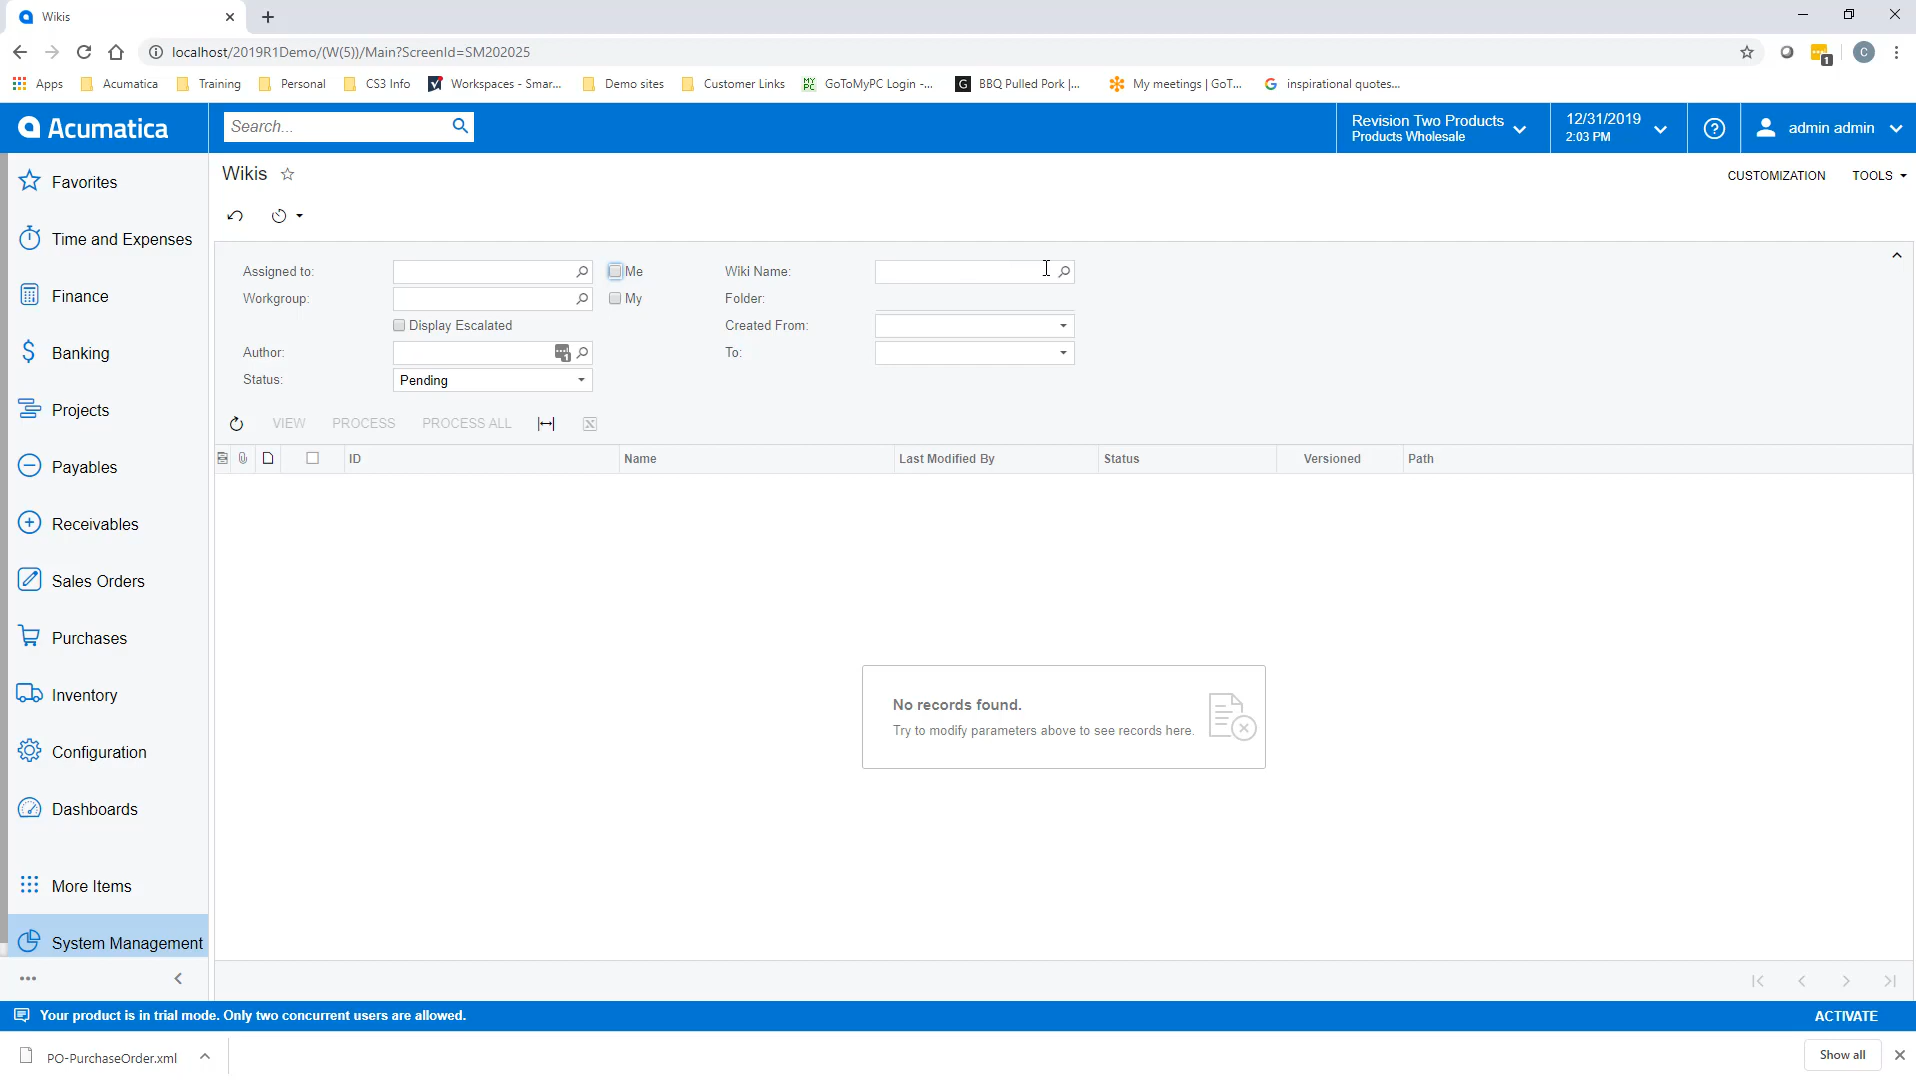 Wikis
localhost/2019R1Demo/(W(5))/Main?ScreenId=SM202025
1
C
Apps
Acumatica
Training
Personal
CS3 Info
Workspaces - Smar...
Demo sites
Customer Links
MY PC
GoToMyPC Login -...
G
BBQ Pulled Pork |...
My meetings | GoT...
G
inspirational quotes...
Acumatica
Search...
Revision Two Products
Products Wholesale
12/31/2019
2:03 PM
?
admin admin
Favorites
Time and Expenses
Finance
Banking
Projects
Payables
Receivables
Sales Orders
Purchases
Inventory
Configuration
Dashboards
More Items
System Management
Wikis
CUSTOMIZATION
TOOLS
Assigned to:
Me
Wiki Name:
Workgroup:
My
Folder:
Display Escalated
Created From:
Author:
1
To:
Status:
Pending
VIEW
PROCESS
PROCESS ALL
ID
Name
Last Modified By
Status
Versioned
Path
No records found.
Try to modify parameters above to see records here.
Your product is in trial mode. Only two concurrent users are allowed.
ACTIVATE
PO-PurchaseOrder.xml
Show all